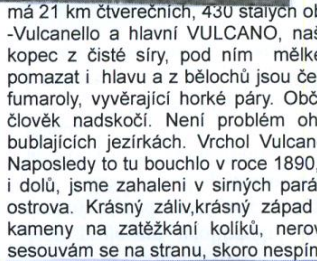 má 21 km čtverečních, 430 stálých ob
-Vulcanello a hlavní VULCANO, naš
kopec z čisté síry, pod ním mělké
pomazat i hlavu a z bělochů jsou če
fumaroly, vyvěrající horké páry. Obč
člověk nadskočí. Není problém oh
bublajících jezírkách. Vrchol Vulcan
Naposledy to tu bouchlo v roce 1890,
i dolů, jsme zahaleni v sirných pará
ostrova. Krásný záliv,krásný západ
kameny na zatěžkání kolíků, nerov
sesouvám se na stranu, skoro nespím